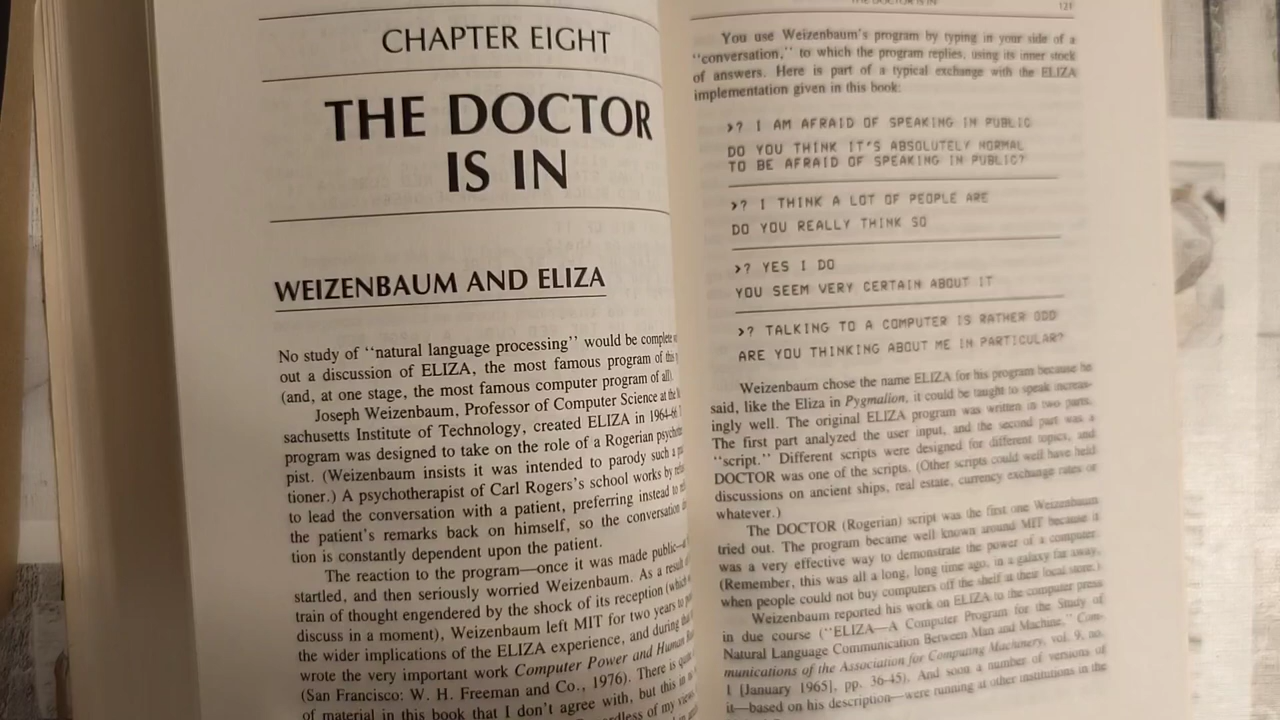 CHAPTER EIGHT
THE DOCTOR
IS IN
WEIZENBAUM AND ELIZA
No study of “natural language processing” would be complete
out a discussion of ELIZA, the most famous program of this
(and, at one stage, the most famous computer program of all).
Joseph Weizenbaum, Professor of Computer Science at the
sachusetts Institute of Technology, created ELIZA in 1964-66.
program was designed to take on the role of a Rogerian
pist. (Weizenbaum insists it was intended to parody such a
tioner.) A psychotherapist of Carl Rogers’s school works by
to lead the conversation with a patient, preferring instead to
the patient’s remarks back on himself, so the conversation
tion is constantly dependent upon the patient.
The reaction to the program—once it was made public—
startled, and then seriously worried Weizenbaum. As a result
train of thought engendered by the shock of its reception (which
discuss in a moment), Weizenbaum left MIT for two years to
the wider implications of the ELIZA experience, and during
wrote the very important work Computer Power and Human
(San Francisco: W. H. Freeman and Co., 1976). There is
of material in this book that I don’t agree with, but this
of my views
THE DOCTOR IS IN
121
You use Weizenbaum’s program by typing in your side of a
“conversation,” to which the program replies, using its inner stock
of answers. Here is part of a typical exchange with the ELIZA
implementation given in this book:
>? I AM AFRAID OF SPEAKING IN PUBLIC
DO YOU THINK IT'S ABSOLUTELY NORMAL
TO BE AFRAID OF SPEAKING IN PUBLIC?
>? I THINK A LOT OF PEOPLE ARE
DO YOU REALLY THINK SO
>? YES I DO
YOU SEEM VERY CERTAIN ABOUT IT
>? TALKING TO A COMPUTER IS RATHER ODD
ARE YOU THINKING ABOUT ME IN PARTICULAR?
Weizenbaum chose the name ELIZA for his program because he
said, like the Eliza in Pygmalion, it could be taught to speak increas-
ingly well. The original ELIZA program was written in two parts.
The first part analyzed the user input, and the second part was a
“script.” Different scripts were designed for different topics, and
DOCTOR was one of the scripts. (Other scripts could well have held
discussions on ancient ships, real estate, currency exchange rates or
whatever.)
The DOCTOR (Rogerian) script was the first one Weizenbaum
tried out. The program became well known around MIT because it
was a very effective way to demonstrate the power of a computer.
(Remember, this was all a long, long time ago, in a galaxy far away,
when people could not buy computers off the shelf at their local store.)
Weizenbaum reported his work on ELIZA to the computer press
in due course (“ELIZA—A Computer Program for the Study of
Natural Language Communication Between Man and Machine,” Com-
munications of the Association for Computing Machinery, vol. 9, no.
1 [January 1965], pp. 36-45). And soon a number of versions of
it—based on his description—were running at other institutions in the